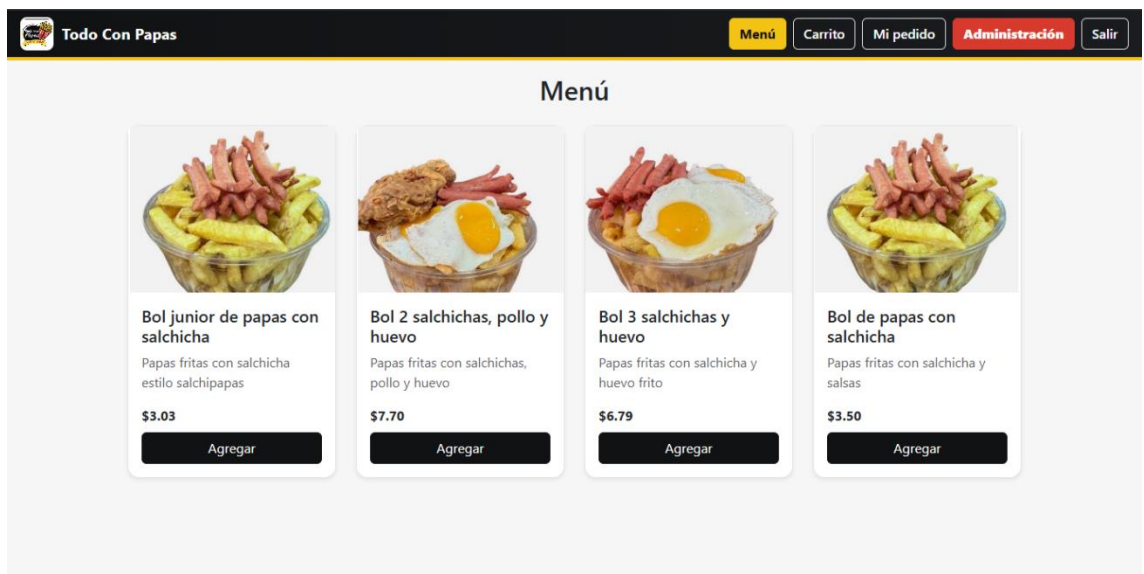 Todo Con Papas
Menú
Carrito
Mi pedido
Administración
Salir
Menú
Bol junior de papas con
salchicha
Papas fritas con salchicha
estilo salchipapas
$3.03
Agregar
Bol 2 salchichas, pollo y
huevo
Papas fritas con salchichas,
pollo y huevo
$7.70
Agregar
Bol 3 salchichas y
huevo
Papas fritas con salchicha y
huevo frito
$6.79
Agregar
Bol de papas con
salchicha
Papas fritas con salchicha y
salsas
$3.50
Agregar